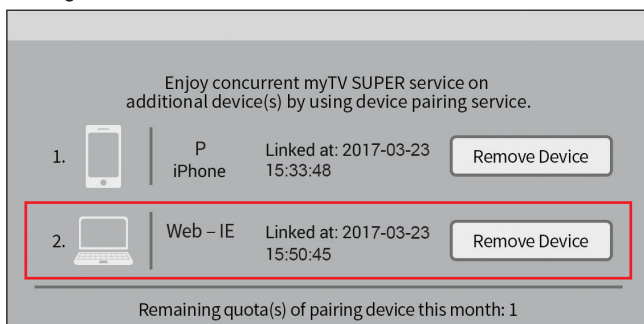 Enjoy concurrent myTV SUPER service on
additional device(s) by using device pairing service.
1.
P
iPhone
Linked at: 2017-03-23
15:33:48
Remove Device
2.
Web – IE
Linked at: 2017-03-23
15:50:45
Remove Device
Remaining quota(s) of pairing device this month: 1